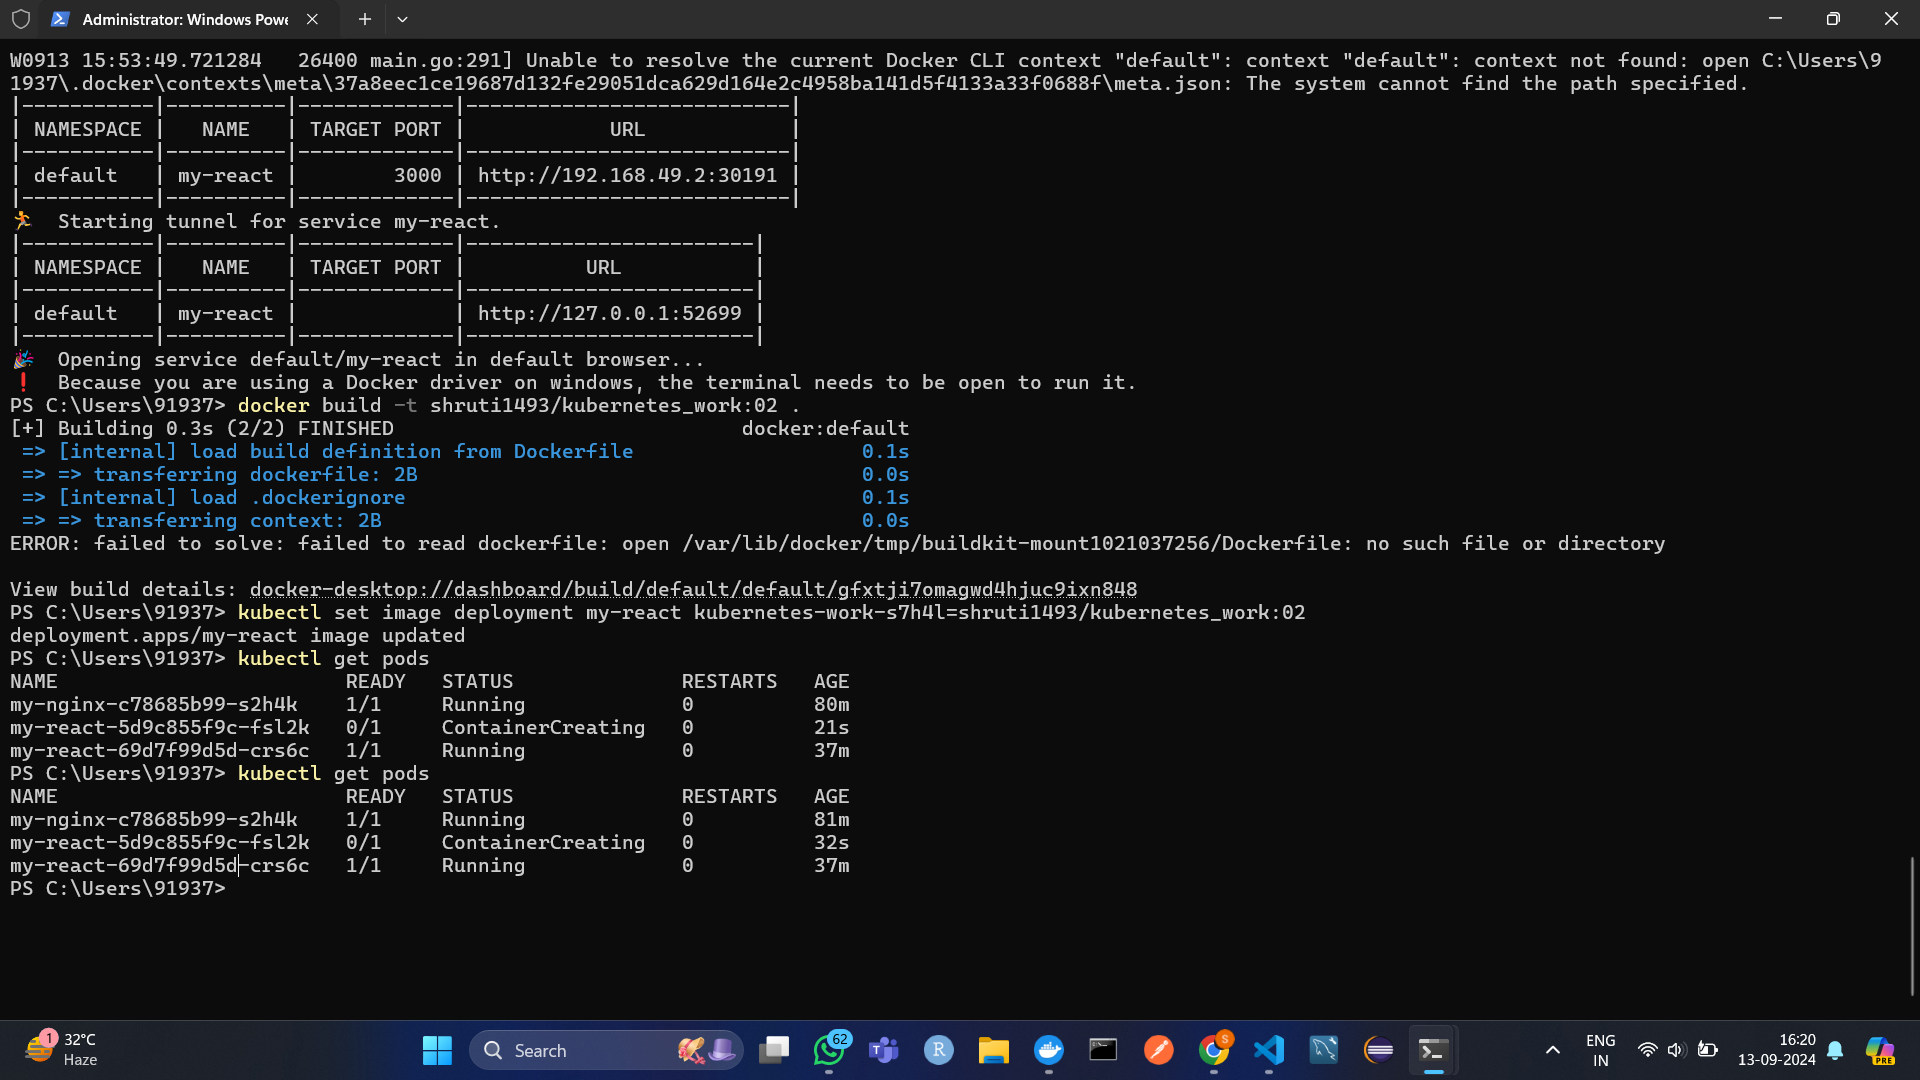 Administrator: Windows Powe
W0913 15:53:49.721284   26400 main.go:291] Unable to resolve the current Docker CLI context "default": context "default": context not found: open C:\Users\9
1937\.docker\contexts\meta\37a8eec1ce19687d132fe29051dca629d164e2c4958ba141d5f4133a33f0688f\meta.json: The system cannot find the path specified.
|-----------|----------|-------------|---------------------------|
| NAMESPACE |   NAME   | TARGET PORT |            URL            |
|-----------|----------|-------------|---------------------------|
| default   | my-react |        3000 | http://192.168.49.2:30191 |
|-----------|----------|-------------|---------------------------|
🏃  Starting tunnel for service my-react.
|-----------|----------|-------------|------------------------|
| NAMESPACE |   NAME   | TARGET PORT |          URL           |
|-----------|----------|-------------|------------------------|
| default   | my-react |             | http://127.0.0.1:52699 |
|-----------|----------|-------------|------------------------|
🎉  Opening service default/my-react in default browser...
❗  Because you are using a Docker driver on windows, the terminal needs to be open to run it.
PS C:\Users\91937> docker build -t shruti1493/kubernetes_work:02 .
[+] Building 0.3s (2/2) FINISHED                             docker:default
 => [internal] load build definition from Dockerfile                   0.1s
 => => transferring dockerfile: 2B                                     0.0s
 => [internal] load .dockerignore                                      0.1s
 => => transferring context: 2B                                        0.0s
ERROR: failed to solve: failed to read dockerfile: open /var/lib/docker/tmp/buildkit-mount1021037256/Dockerfile: no such file or directory
View build details: docker-desktop://dashboard/build/default/default/gfxtji7omagwd4hjuc9ixn848
PS C:\Users\91937> kubectl set image deployment my-react kubernetes-work-s7h4l=shruti1493/kubernetes_work:02
deployment.apps/my-react image updated
PS C:\Users\91937> kubectl get pods
NAME                        READY   STATUS              RESTARTS   AGE
my-nginx-c78685b99-s2h4k    1/1     Running             0          80m
my-react-5d9c855f9c-fsl2k   0/1     ContainerCreating   0          21s
my-react-69d7f99d5d-crs6c   1/1     Running             0          37m
PS C:\Users\91937> kubectl get pods
NAME                        READY   STATUS              RESTARTS   AGE
my-nginx-c78685b99-s2h4k    1/1     Running             0          81m
my-react-5d9c855f9c-fsl2k   0/1     ContainerCreating   0          32s
my-react-69d7f99d5d-crs6c   1/1     Running             0          37m
PS C:\Users\91937>
1
32°C
Haze
Search
62
R
S
ENG
IN
16:20
13-09-2024
PRE